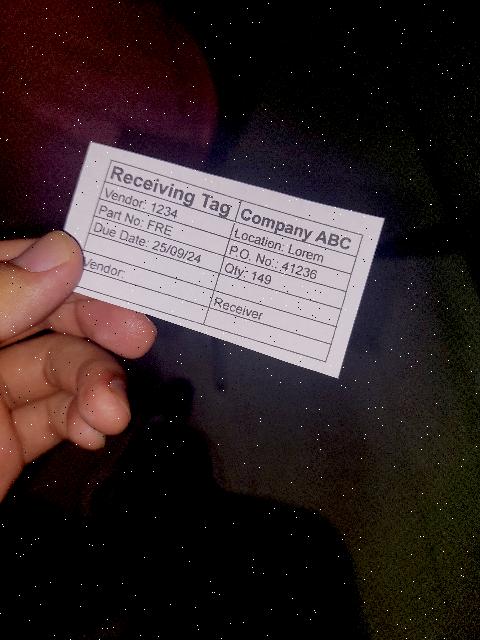 Receiving Tag Company ABC
Vendor: 1234 Location: Lorem
Part No: FRE P.O. No: 41236
Due Date: 25/09/24 Qty: 149
Vendor: Receiver